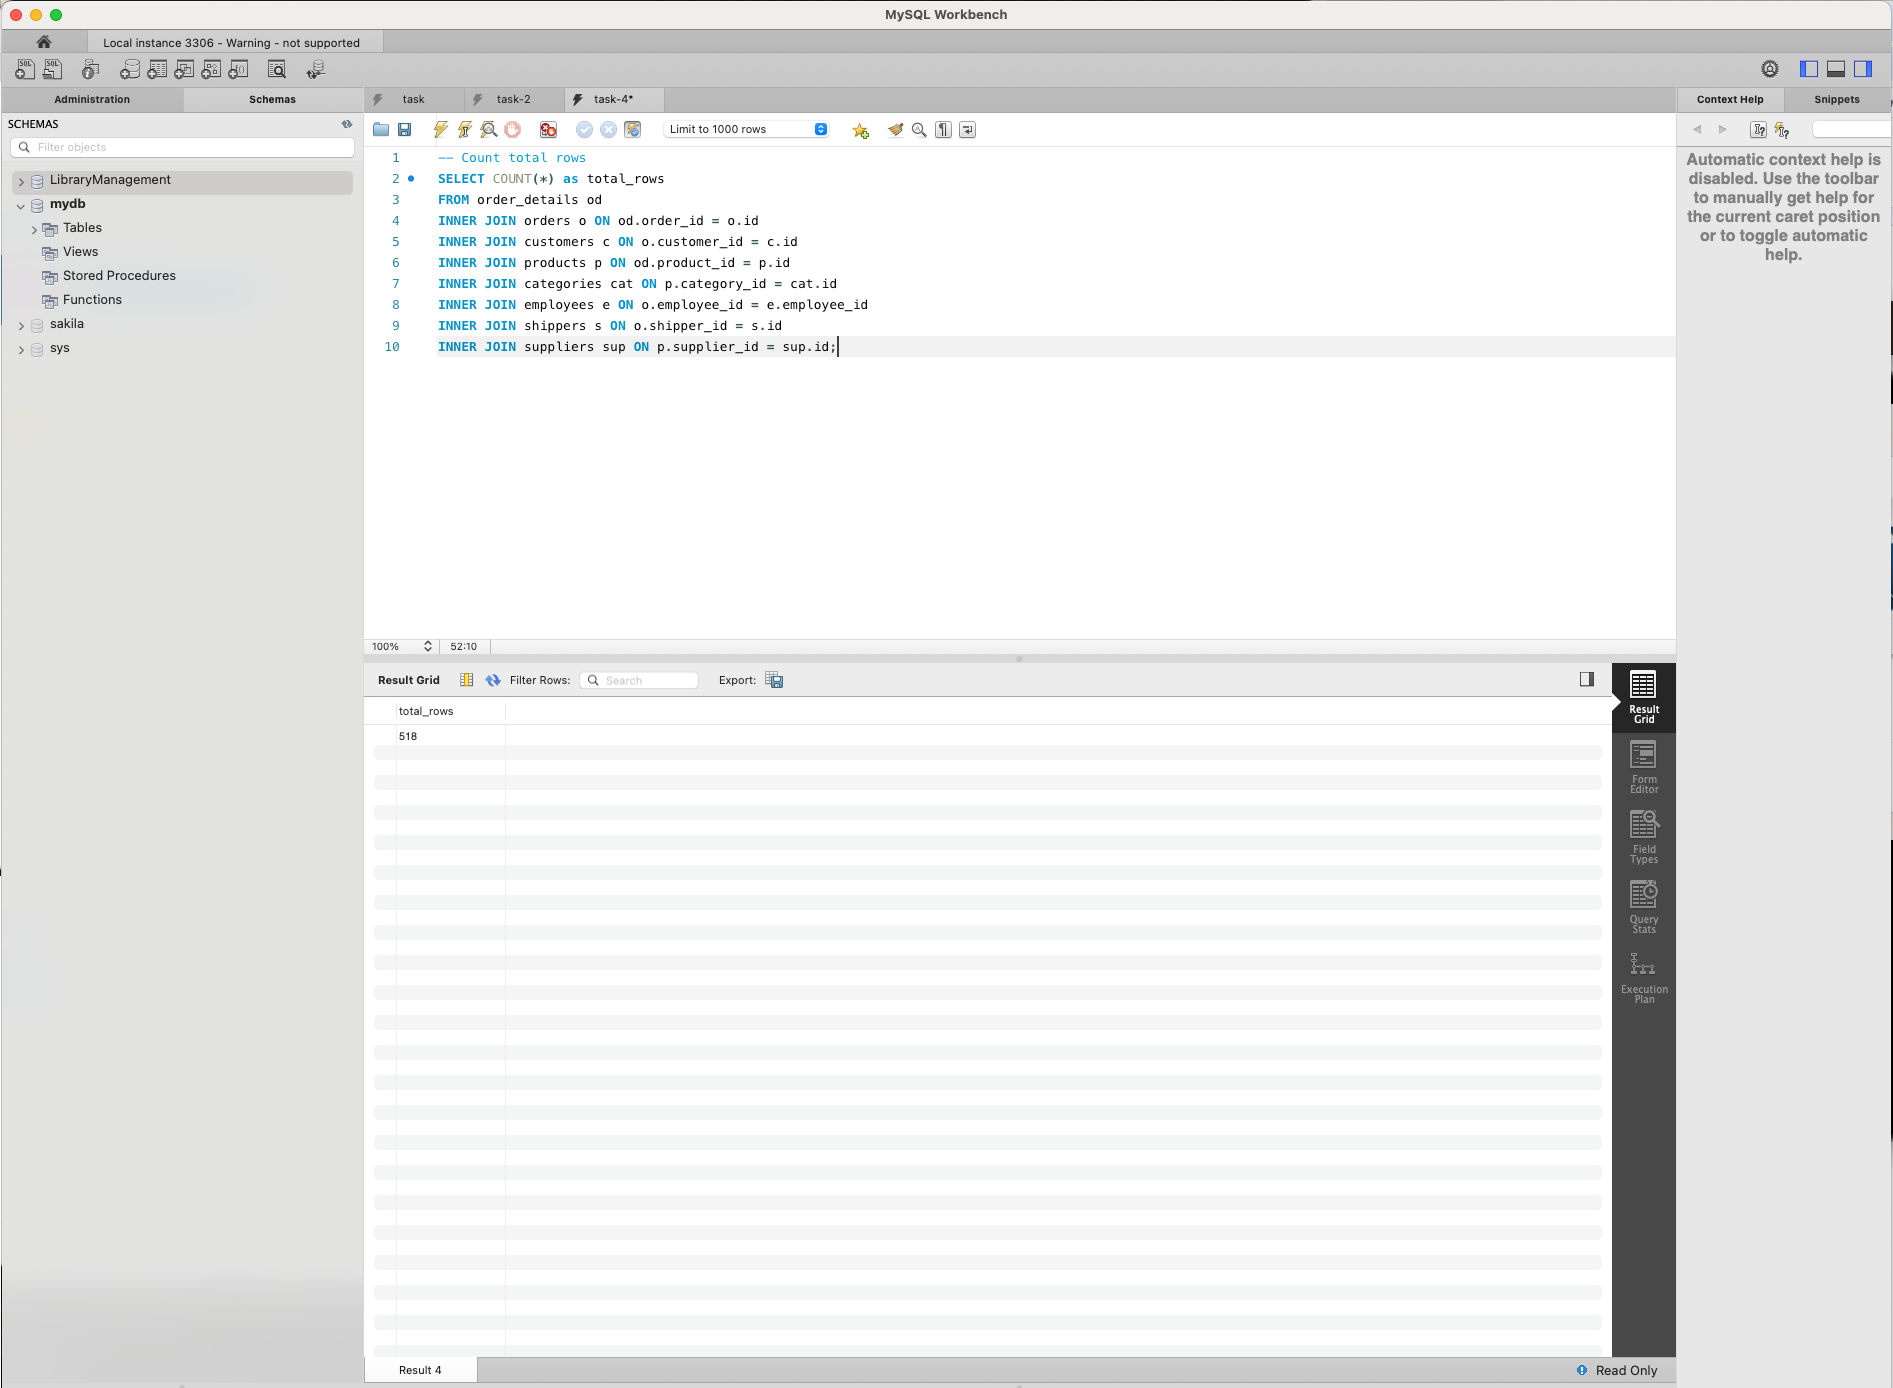 MySQL Workbench
Local instance 3306 - Warning - not supported
Administration
Schemas
task
task-2
task-4*
Context Help
Snippets
SCHEMAS
Filter objects
LibraryManagement
mydb
Tables
Views
Stored Procedures
Functions
sakila
sys
Limit to 1000 rows
1 -- Count total rows
2 SELECT COUNT(*) as total_rows
3 FROM order_details od
4 INNER JOIN orders o ON od.order_id = o.id
5 INNER JOIN customers c ON o.customer_id = c.id
6 INNER JOIN products p ON od.product_id = p.id
7 INNER JOIN categories cat ON p.category_id = cat.id
8 INNER JOIN employees e ON o.employee_id = e.employee_id
9 INNER JOIN shippers s ON o.shipper_id = s.id
10 INNER JOIN suppliers sup ON p.supplier_id = sup.id;
Automatic context help is
disabled. Use the toolbar
to manually get help for
the current caret position
or to toggle automatic
help.
100%
52:10
Result Grid
Filter Rows:
Search
Export:
total_rows
518
Result
Grid
Form
Editor
Field
Types
Query
Stats
Execution
Plan
Result 4
Read Only